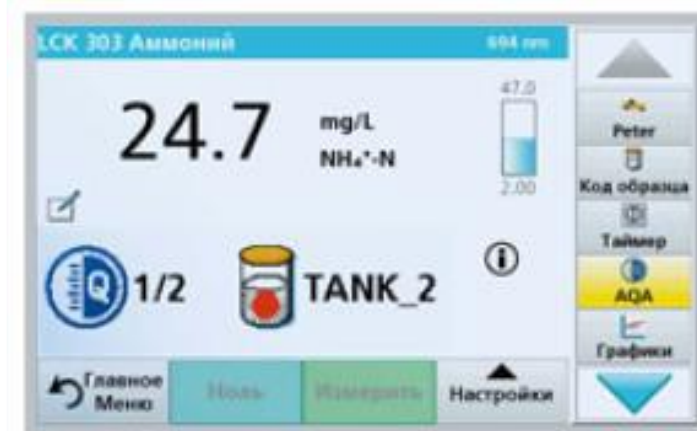 LCK 303 Аммоний
694 nm
24.7
mg/L
NH₄⁺-N
47.0
2.00
1/2
TANK_2
Главное
Меню
Ноль
Измерить
Настройки
Peter
Код образца
Таймер
AQA
Графики